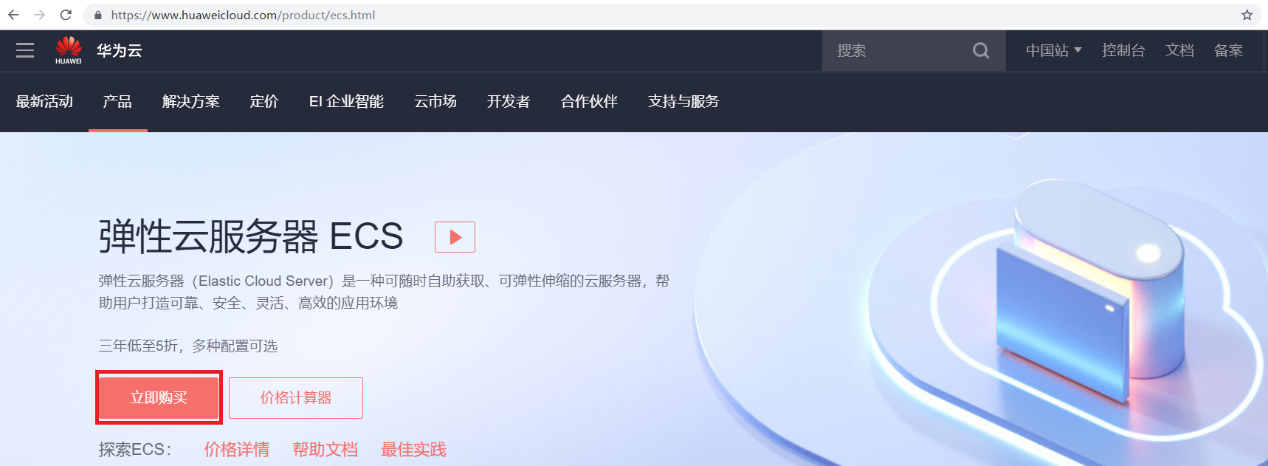 https://www.huaweicloud.com/product/ecs.html
HUAWEI
华为云
搜索
中国站 控制台 文档 备案
最新活动 产品 解决方案 定价 EI 企业智能 云市场 开发者 合作伙伴 支持与服务
弹性云服务器 ECS
弹性云服务器（Elastic Cloud Server）是一种可随时自助获取、可弹性伸缩的云服务器，帮
助用户打造可靠、安全、灵活、高效的应用环境
三年低至5折，多种配置可选
立即购买 价格计算器
探索ECS： 价格详情 帮助文档 最佳实践